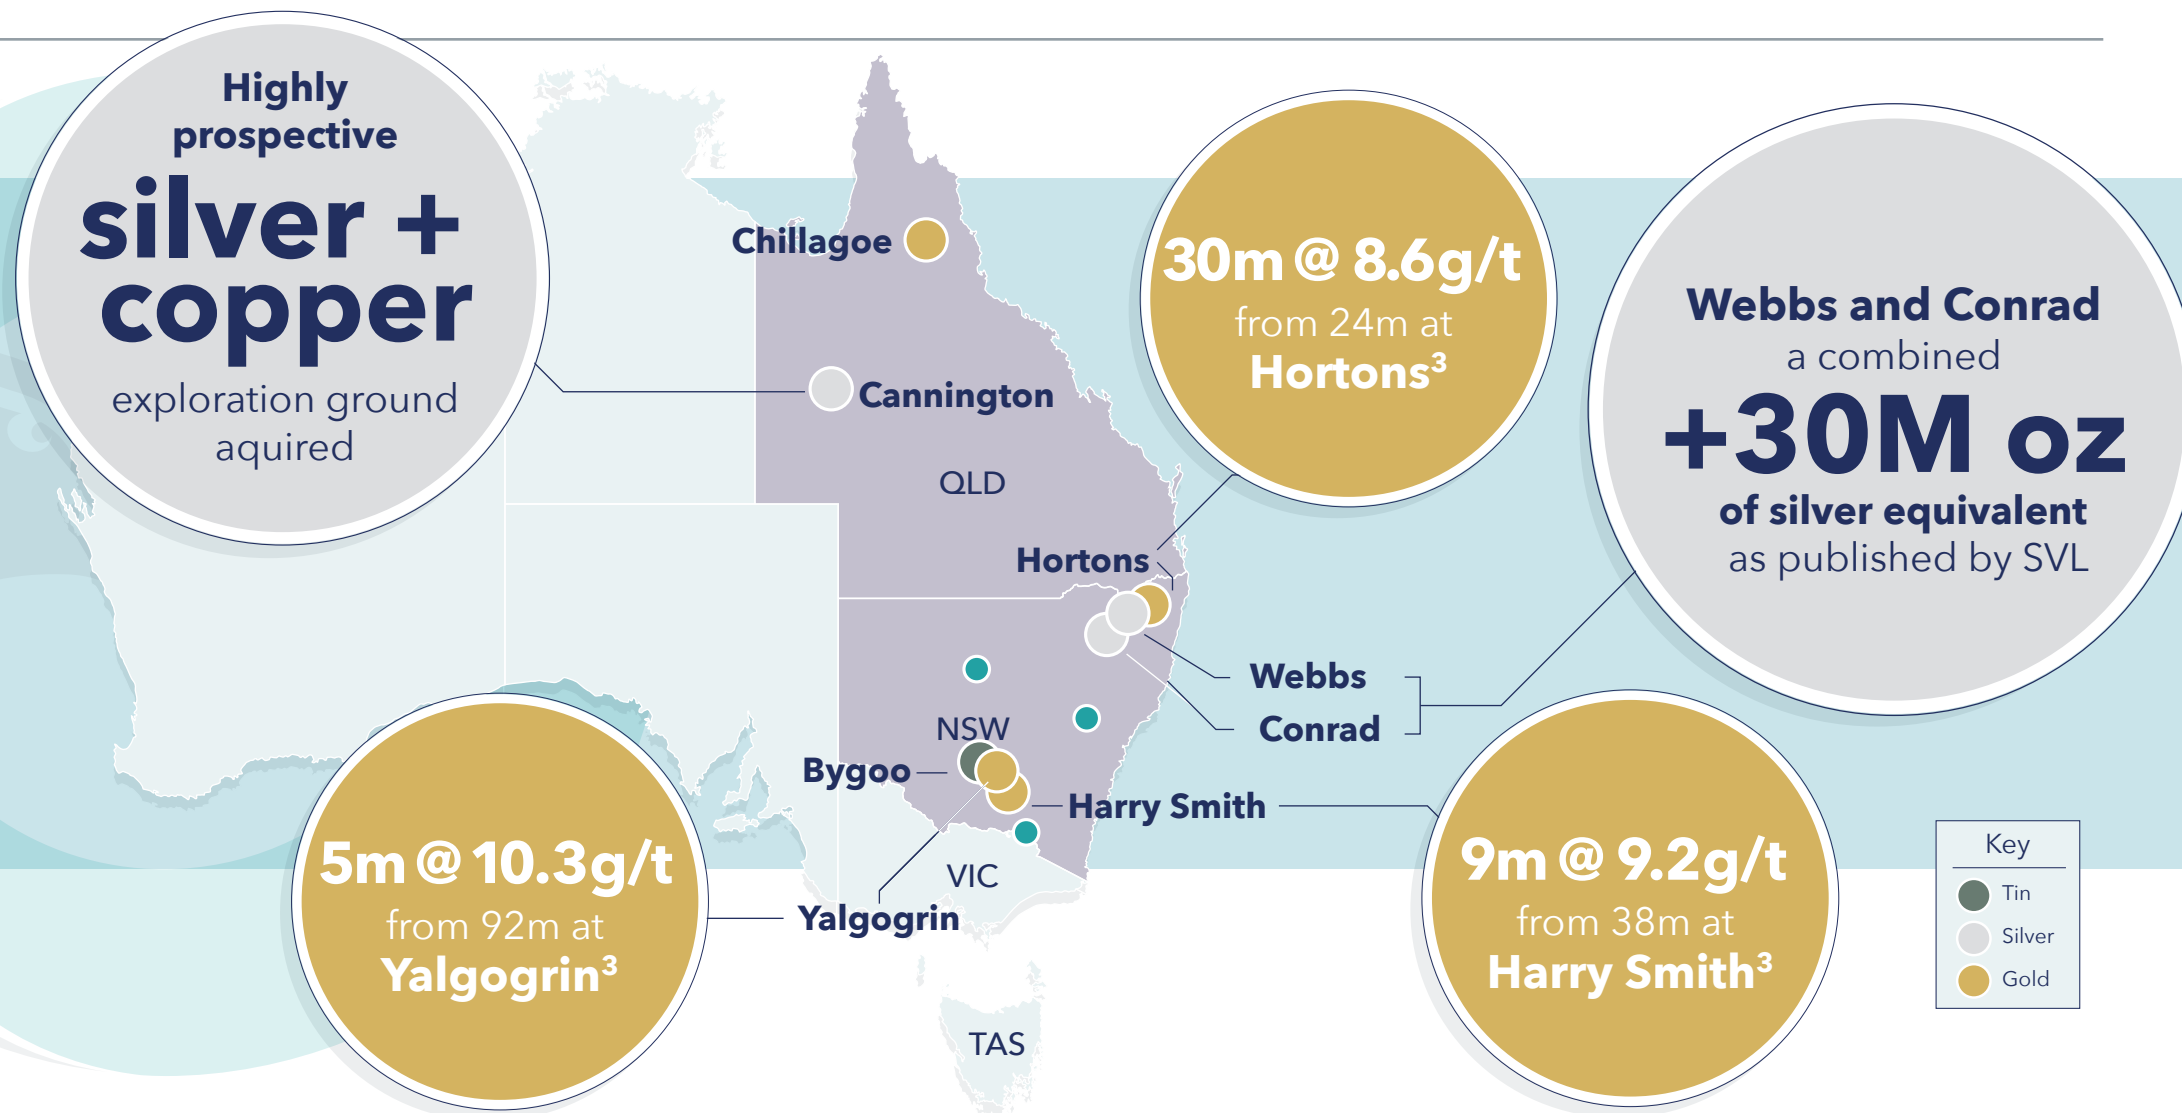 Highly
prospective
silver +
copper
exploration ground
aquired
Chillagoe
Cannington
QLD
30m @ 8.6g/t
from 24m at
Hortons³
Webbs and Conrad
a combined
+30M oz
of silver equivalent
as published by SVL
Hortons
Webbs
Conrad
NSW
Bygoo
Harry Smith
VIC
Yalgogrin
TAS
5m @ 10.3g/t
from 92m at
Yalgogrin³
9m @ 9.2g/t
from 38m at
Harry Smith³
Key
Tin
Silver
Gold